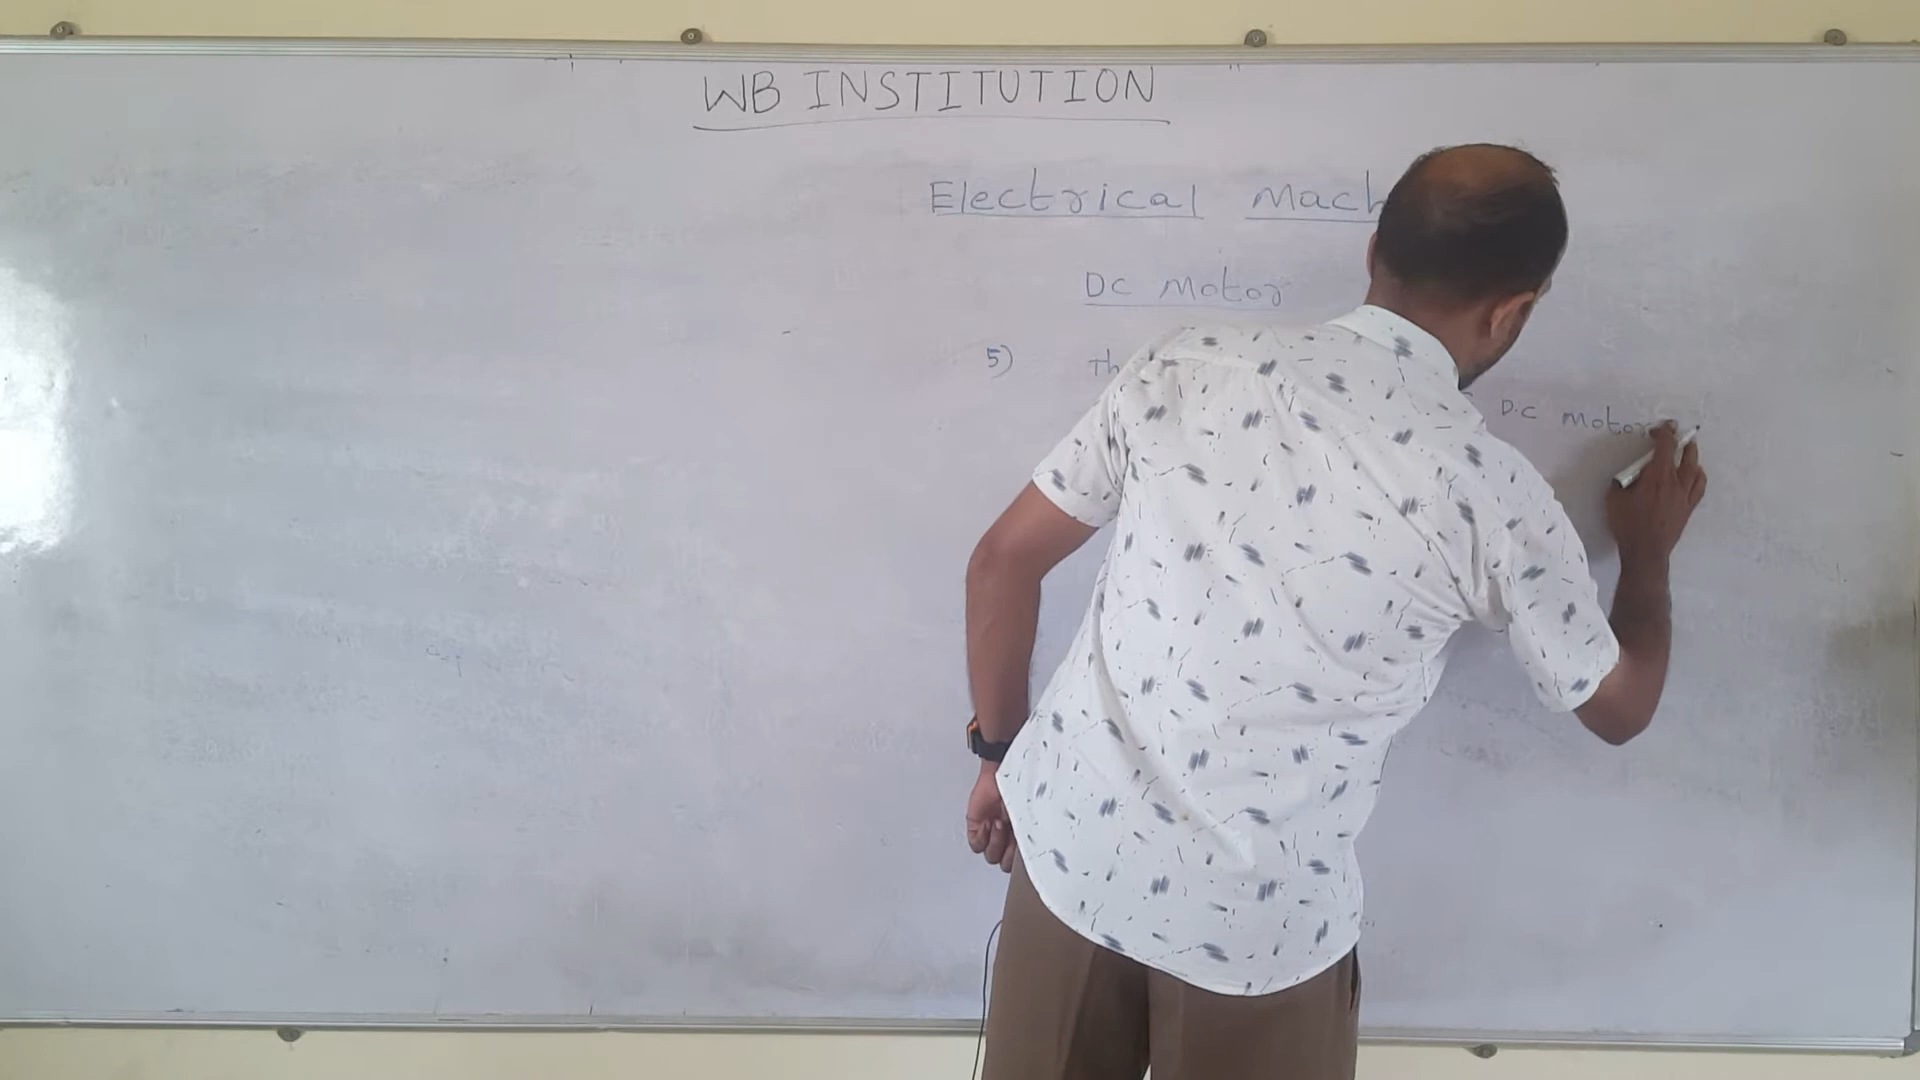 WB INSTITUTION
Electrical Mach
DC Motor
5) Th
D.C Motor